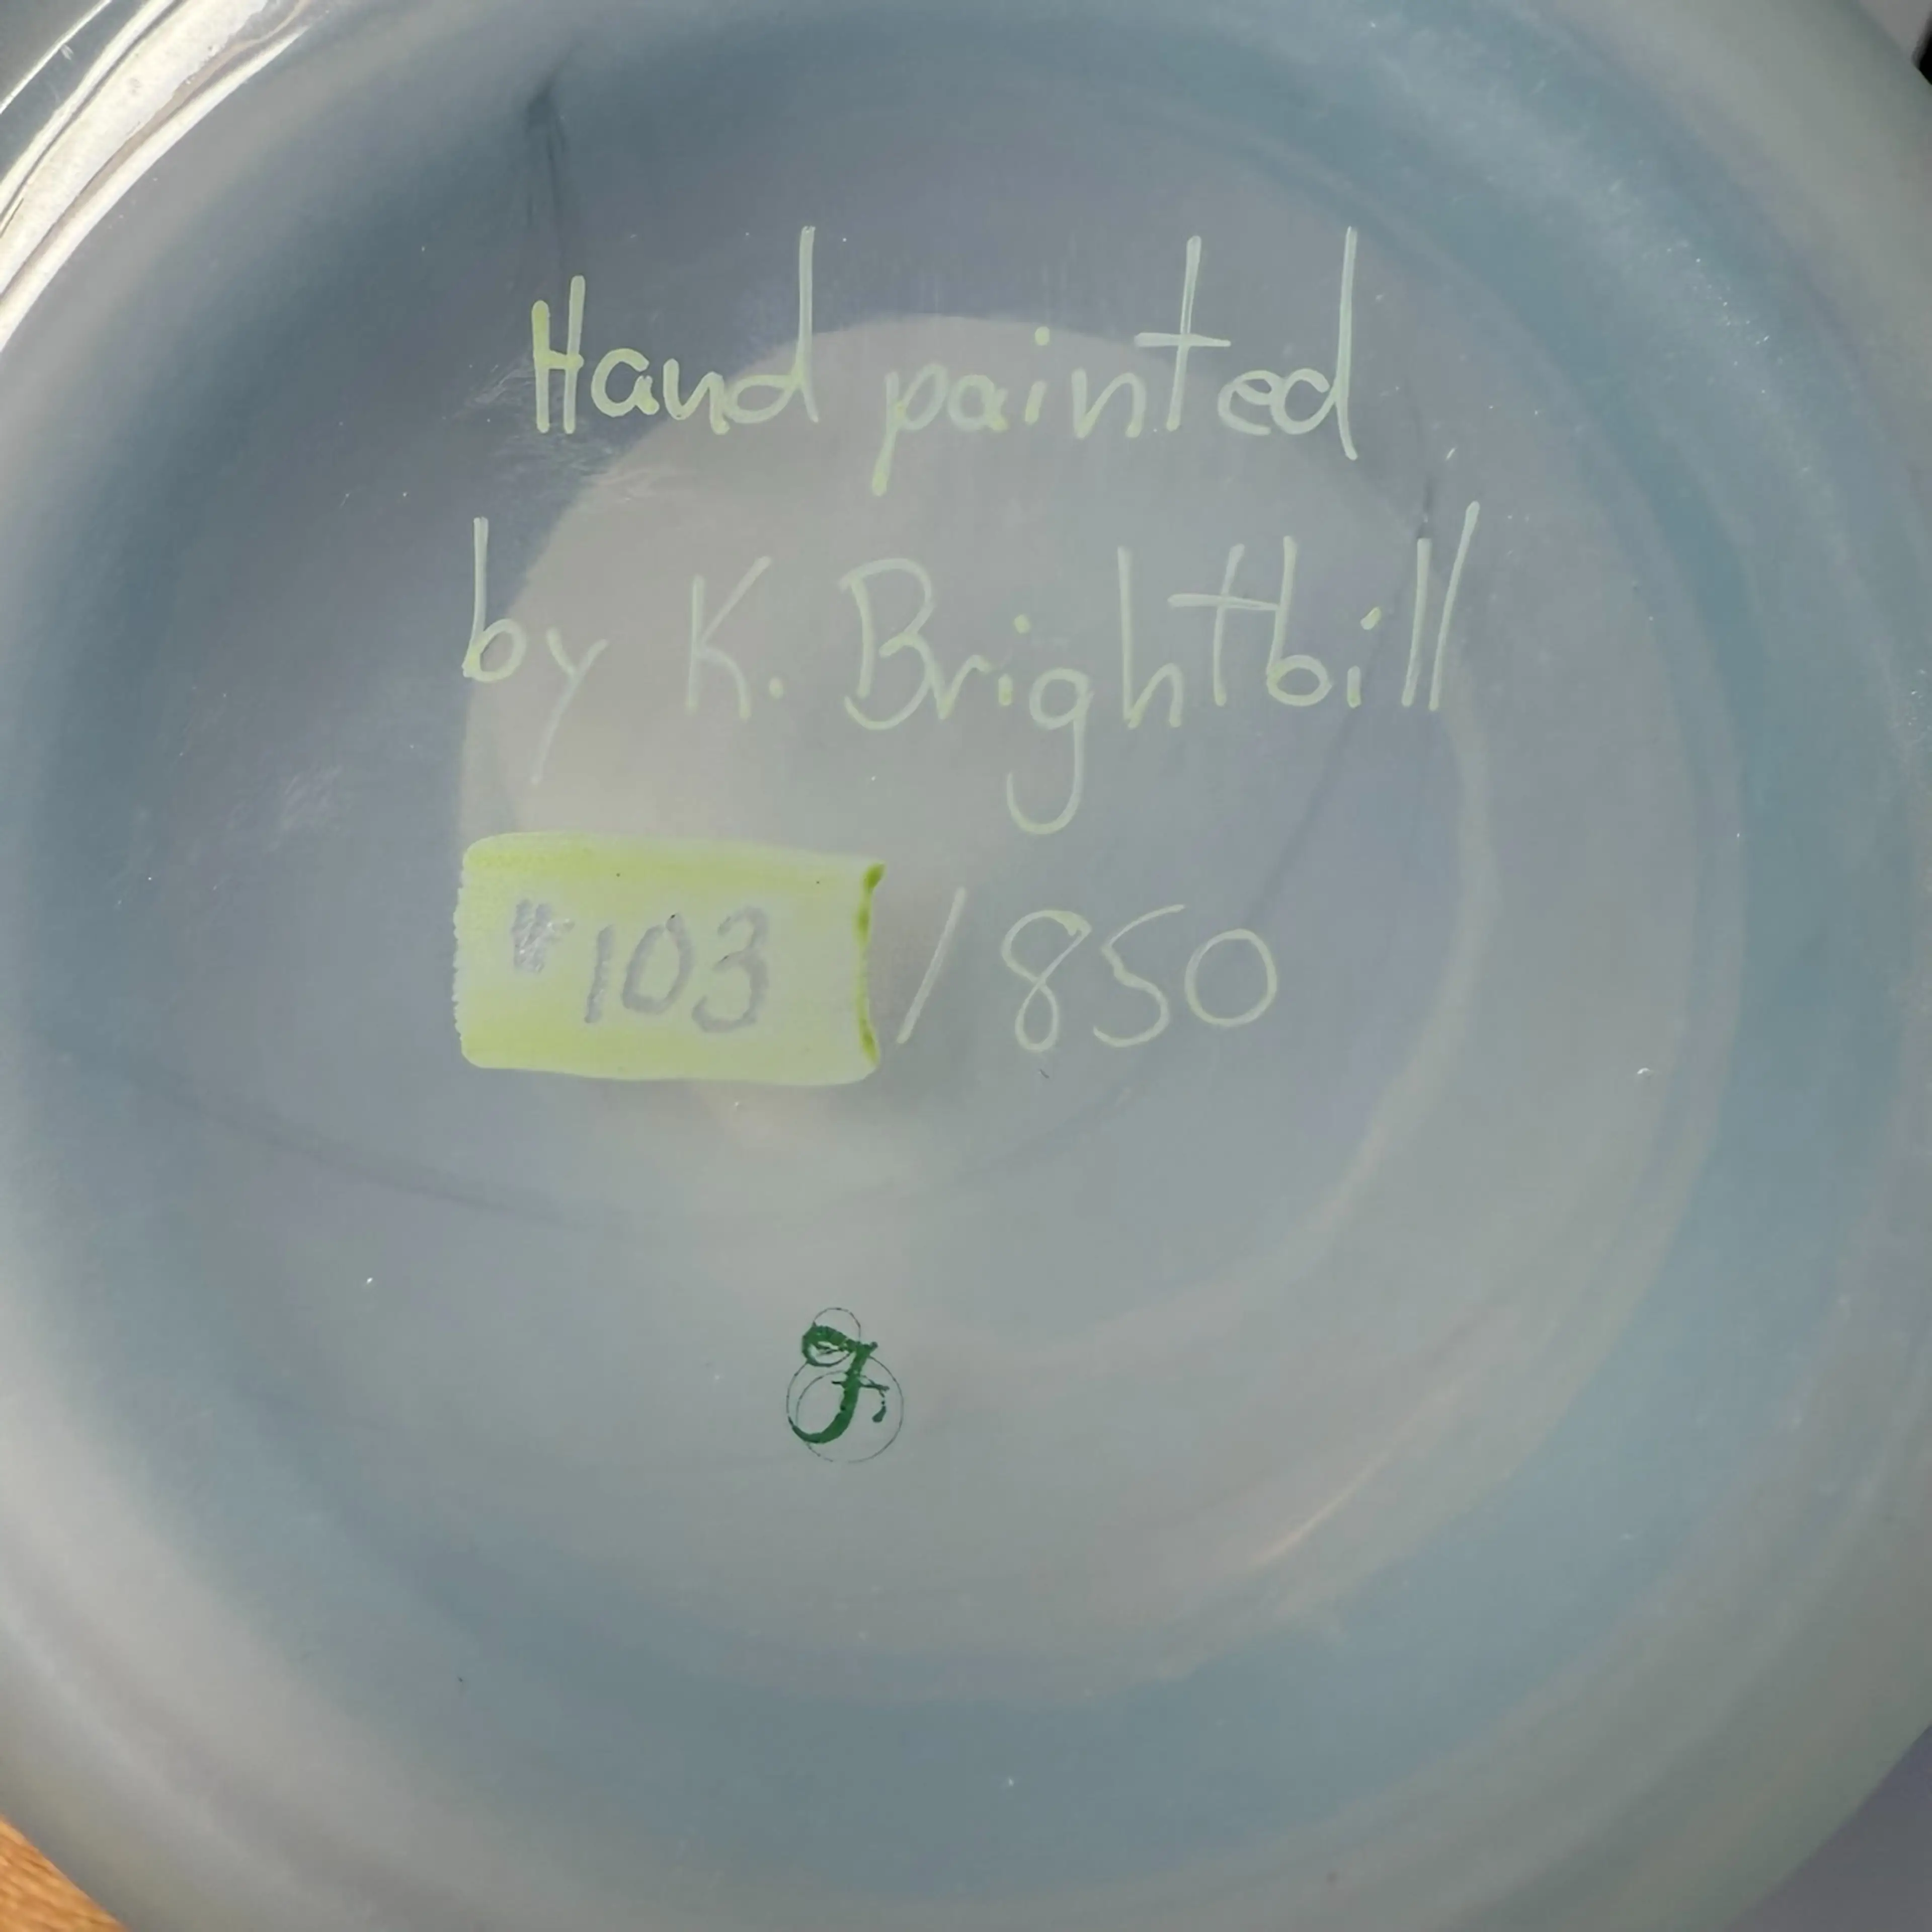 Hand painted
by K. Brightbill
#103 / 850
F